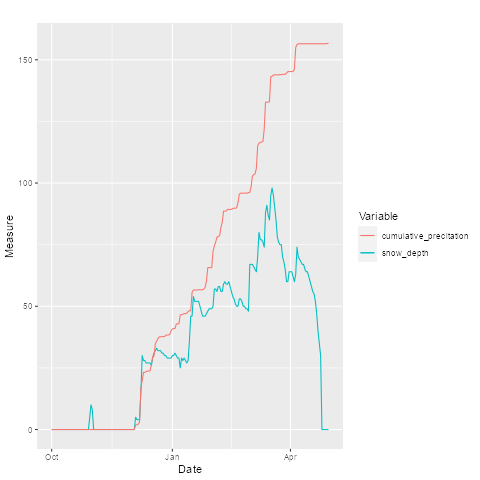 150
100
50
0
Measure
Oct
Jan
Apr
Date
Variable
cumulative_precitation
snow_depth